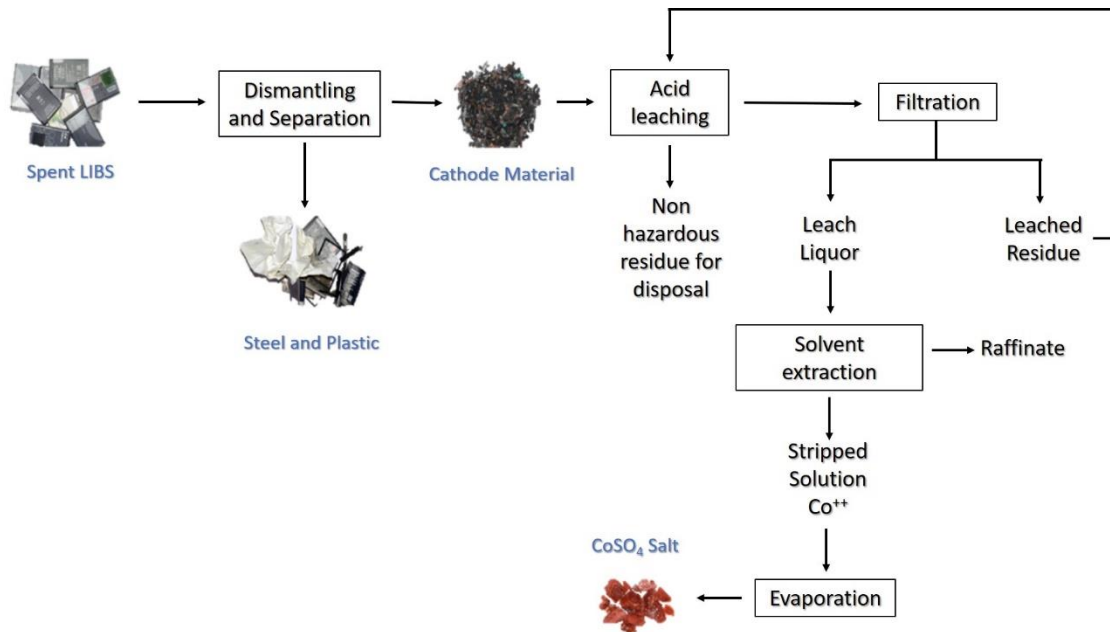 Spent LIBS
Dismantling
and Separation
Steel and Plastic
Cathode Material
Acid
leaching
Non
hazardous
residue for
disposal
Filtration
Leach
Liquor
Leached
Residue
Solvent
extraction
Raffinate
Stripped
Solution
Co⁺⁺
Evaporation
CoSO₄ Salt